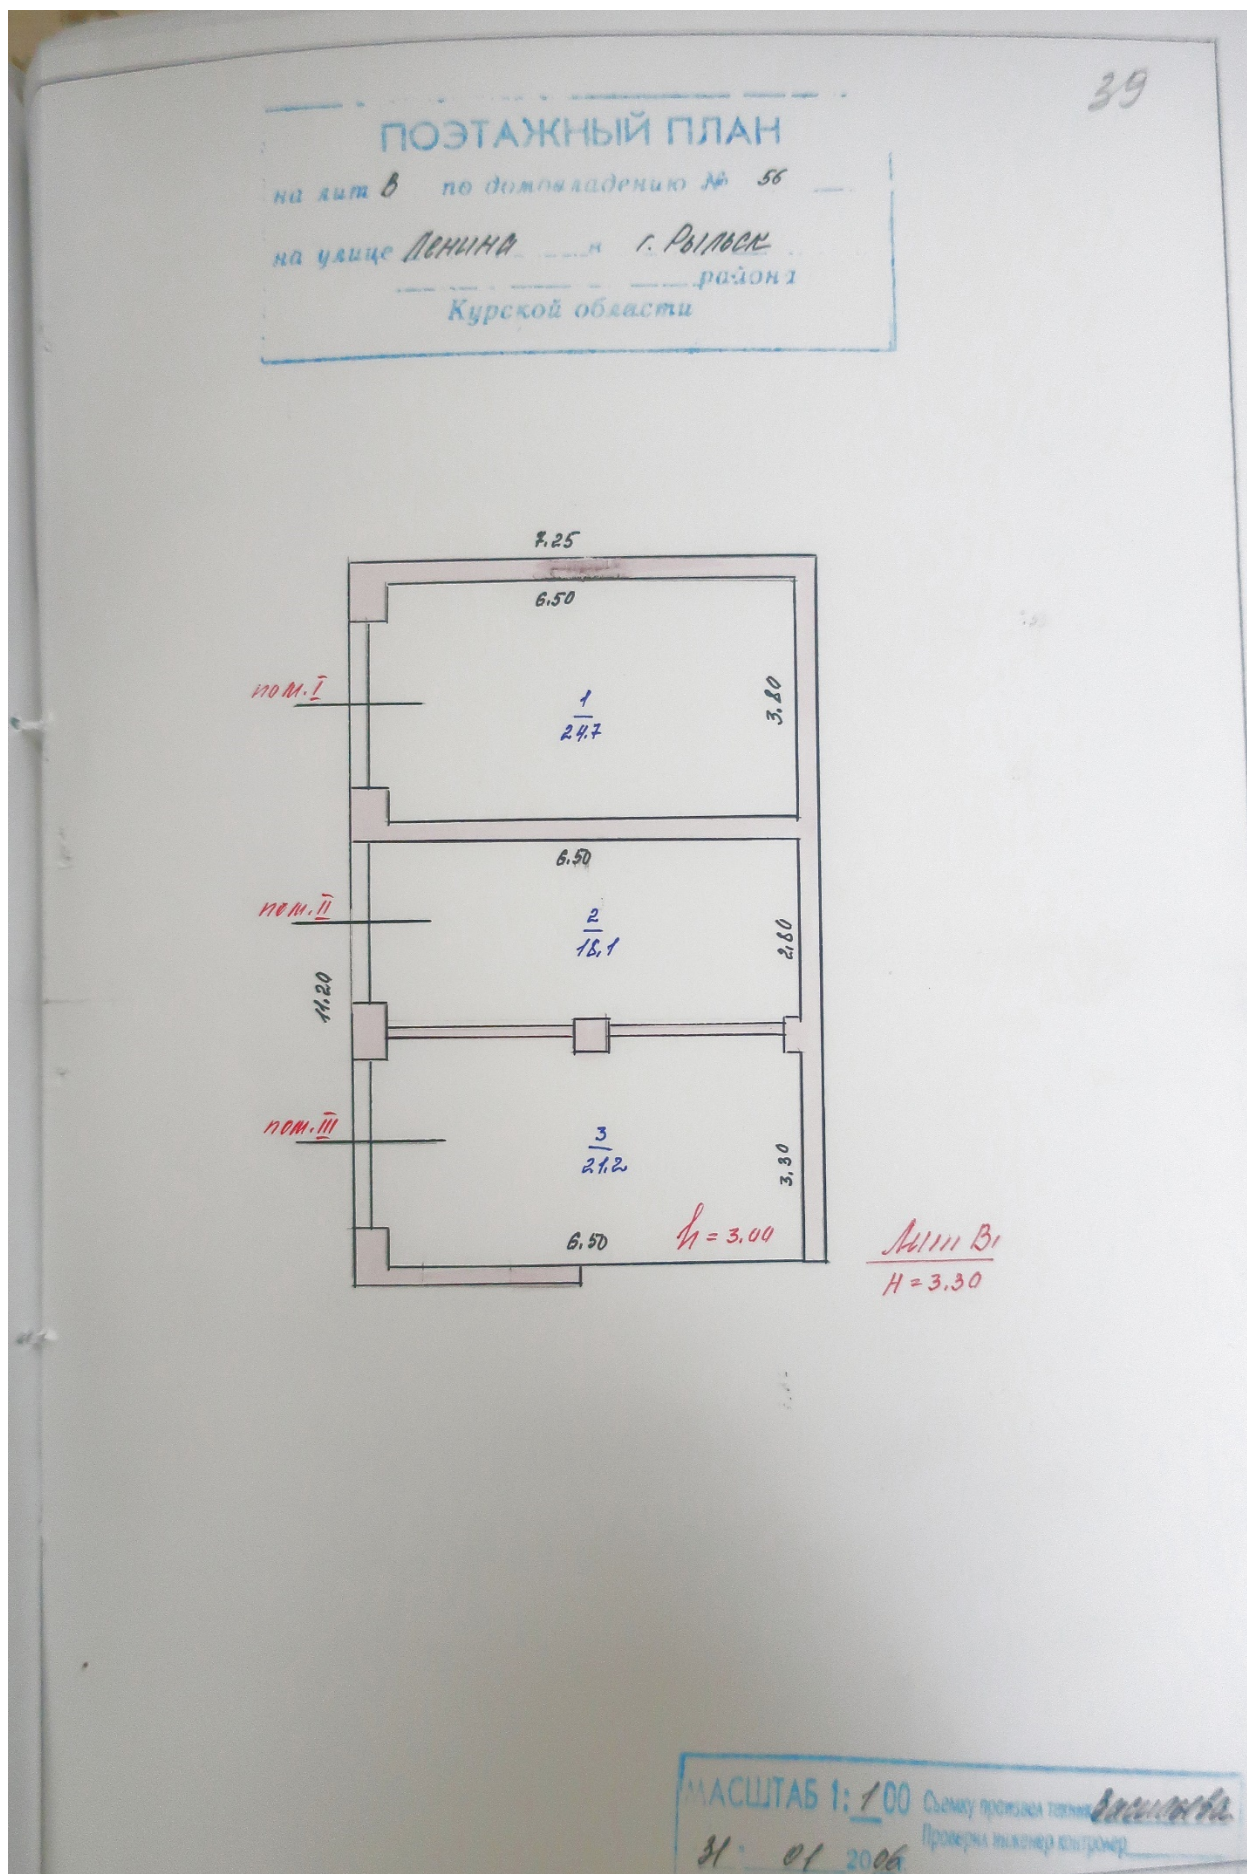 39
ПОЭТАЖНЫЙ ПЛАН
на лит В по домовладению № 56
на улице Ленина н г. Рыльск
района
Курской области
7.25
6.50
пом. I
1
24.7
3.80
6.50
пом. II
2
18.1
2.80
11.20
пом. III
3
21.2
3.30
6.50
h = 3.00
Лит В1
H = 3.30
МАСШТАБ 1:100
Съемку произвел техник Васильева
Проверил инженер контролер
31 01 2006г.